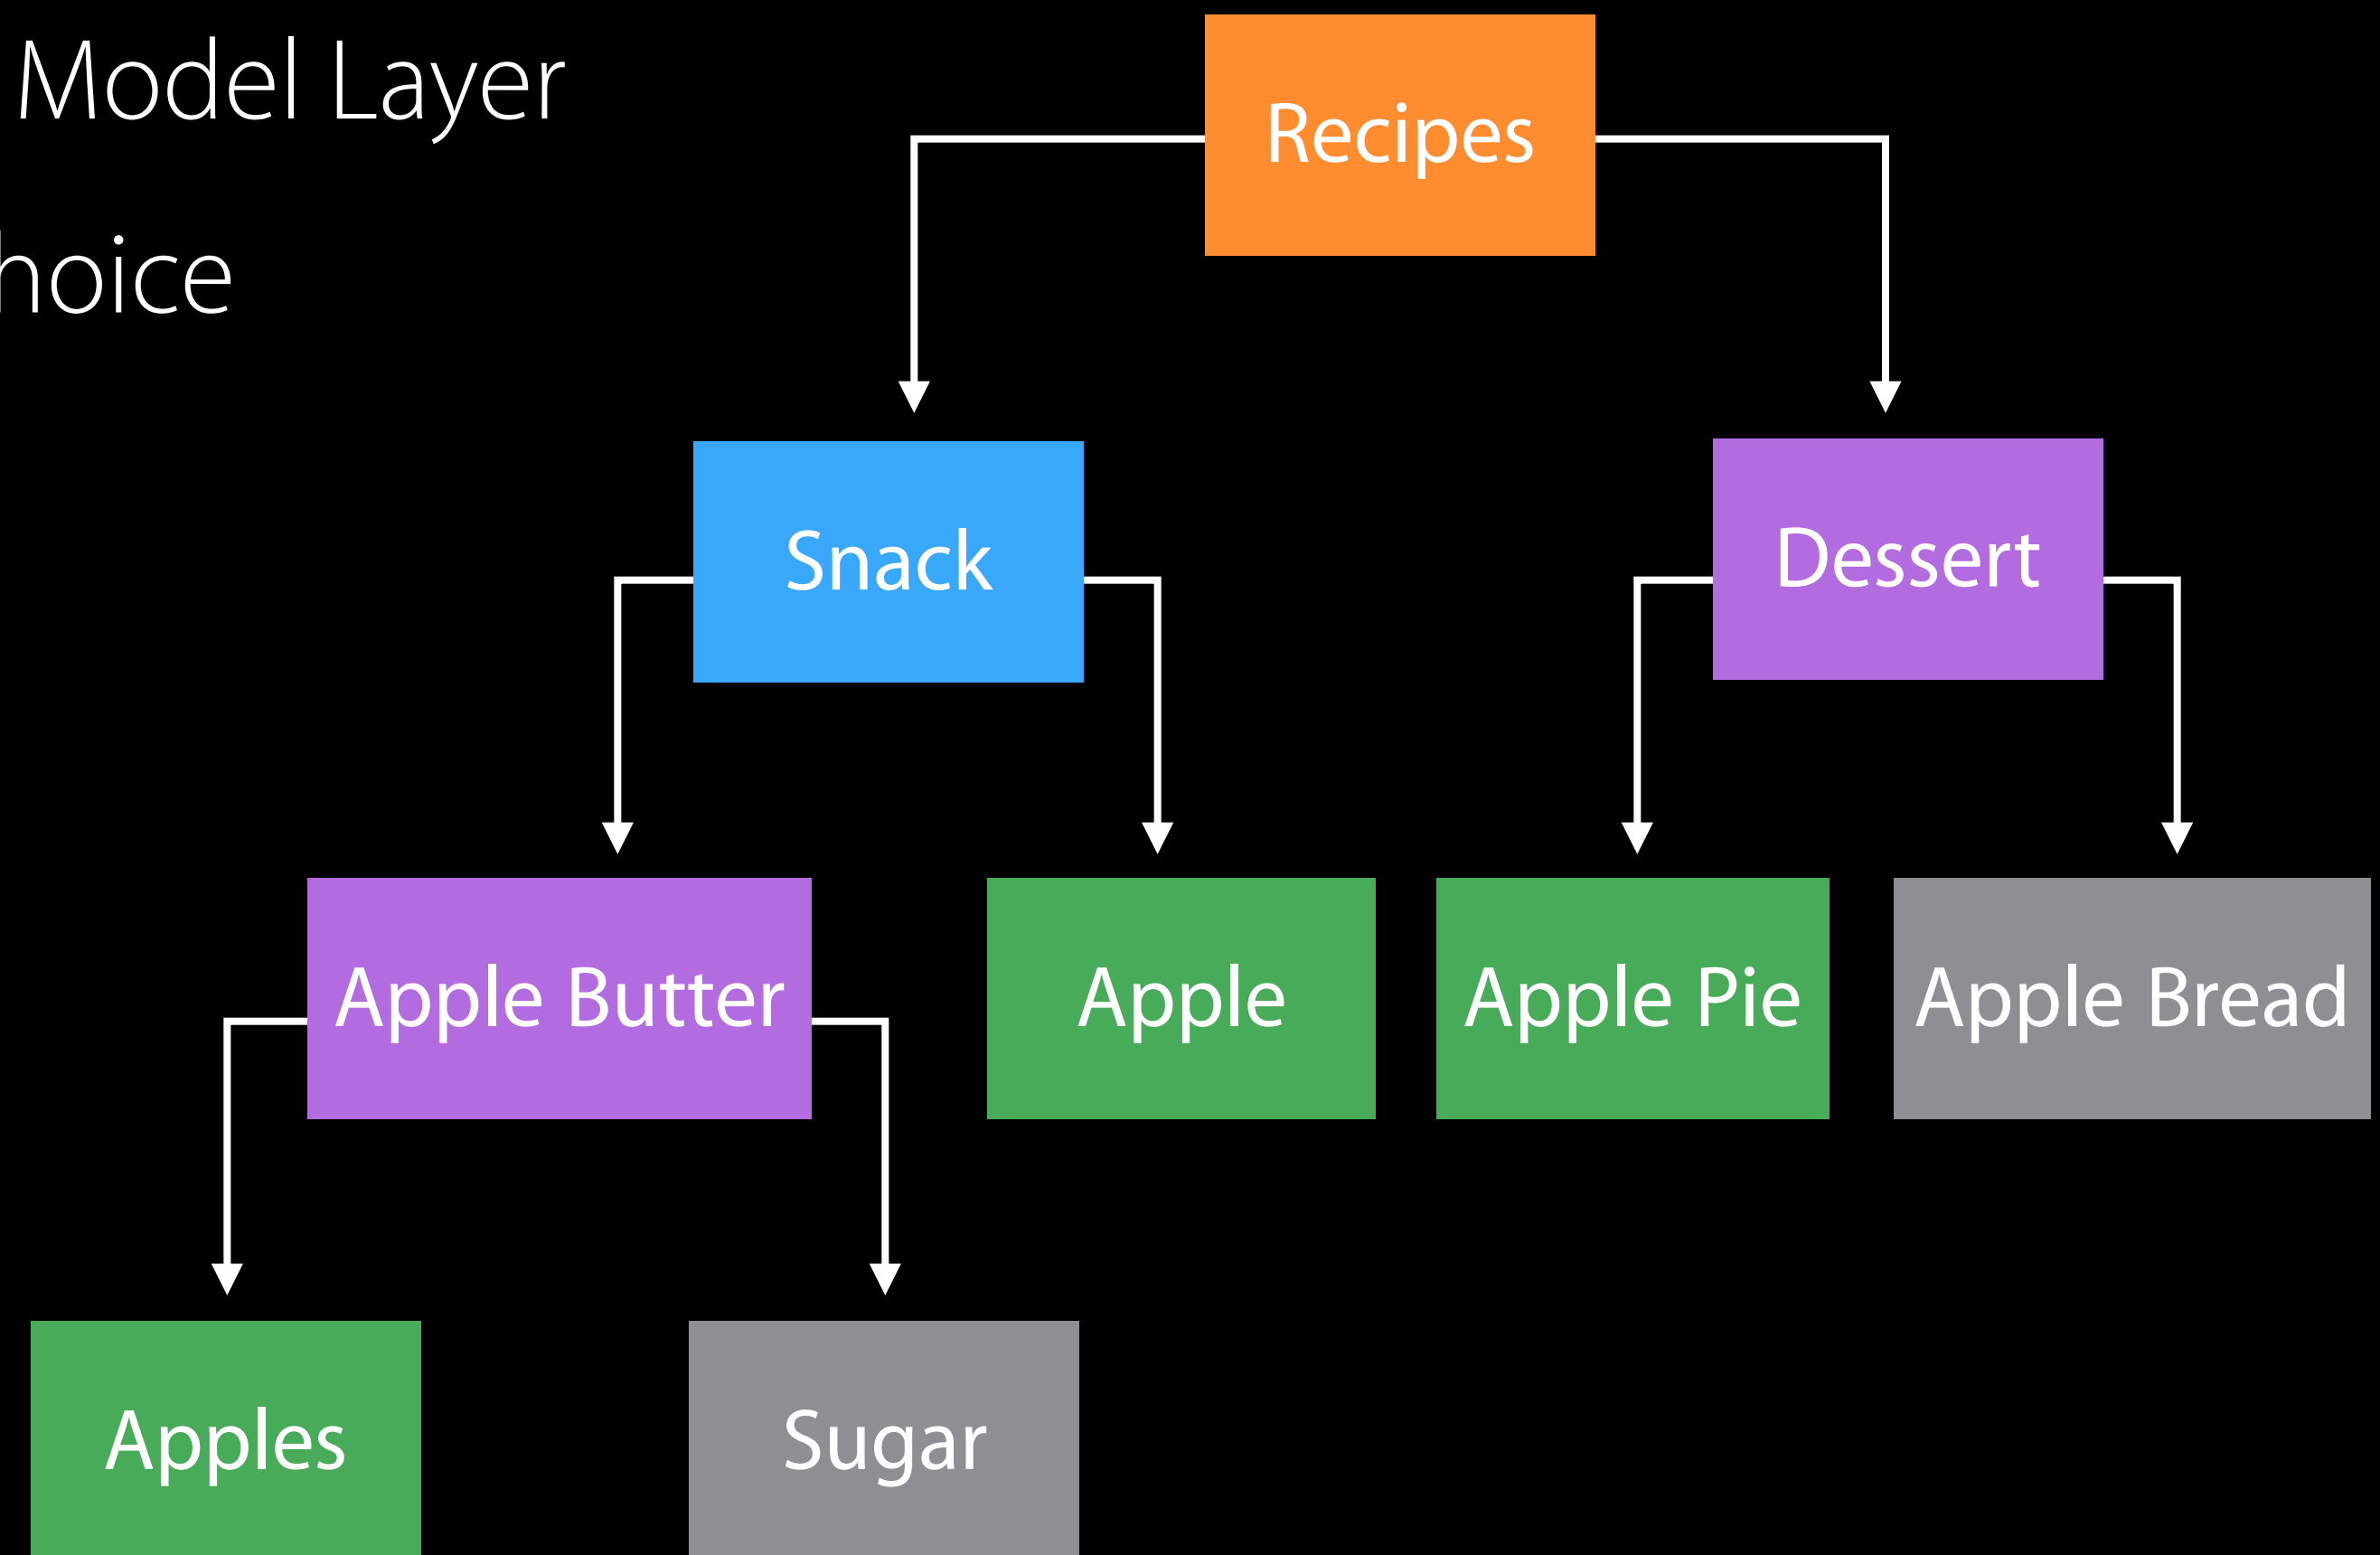 Model Layer
hoice
Recipes
Snack
Dessert
Apple Butter
Apple
Apple Pie
Apple Bread
Apples
Sugar